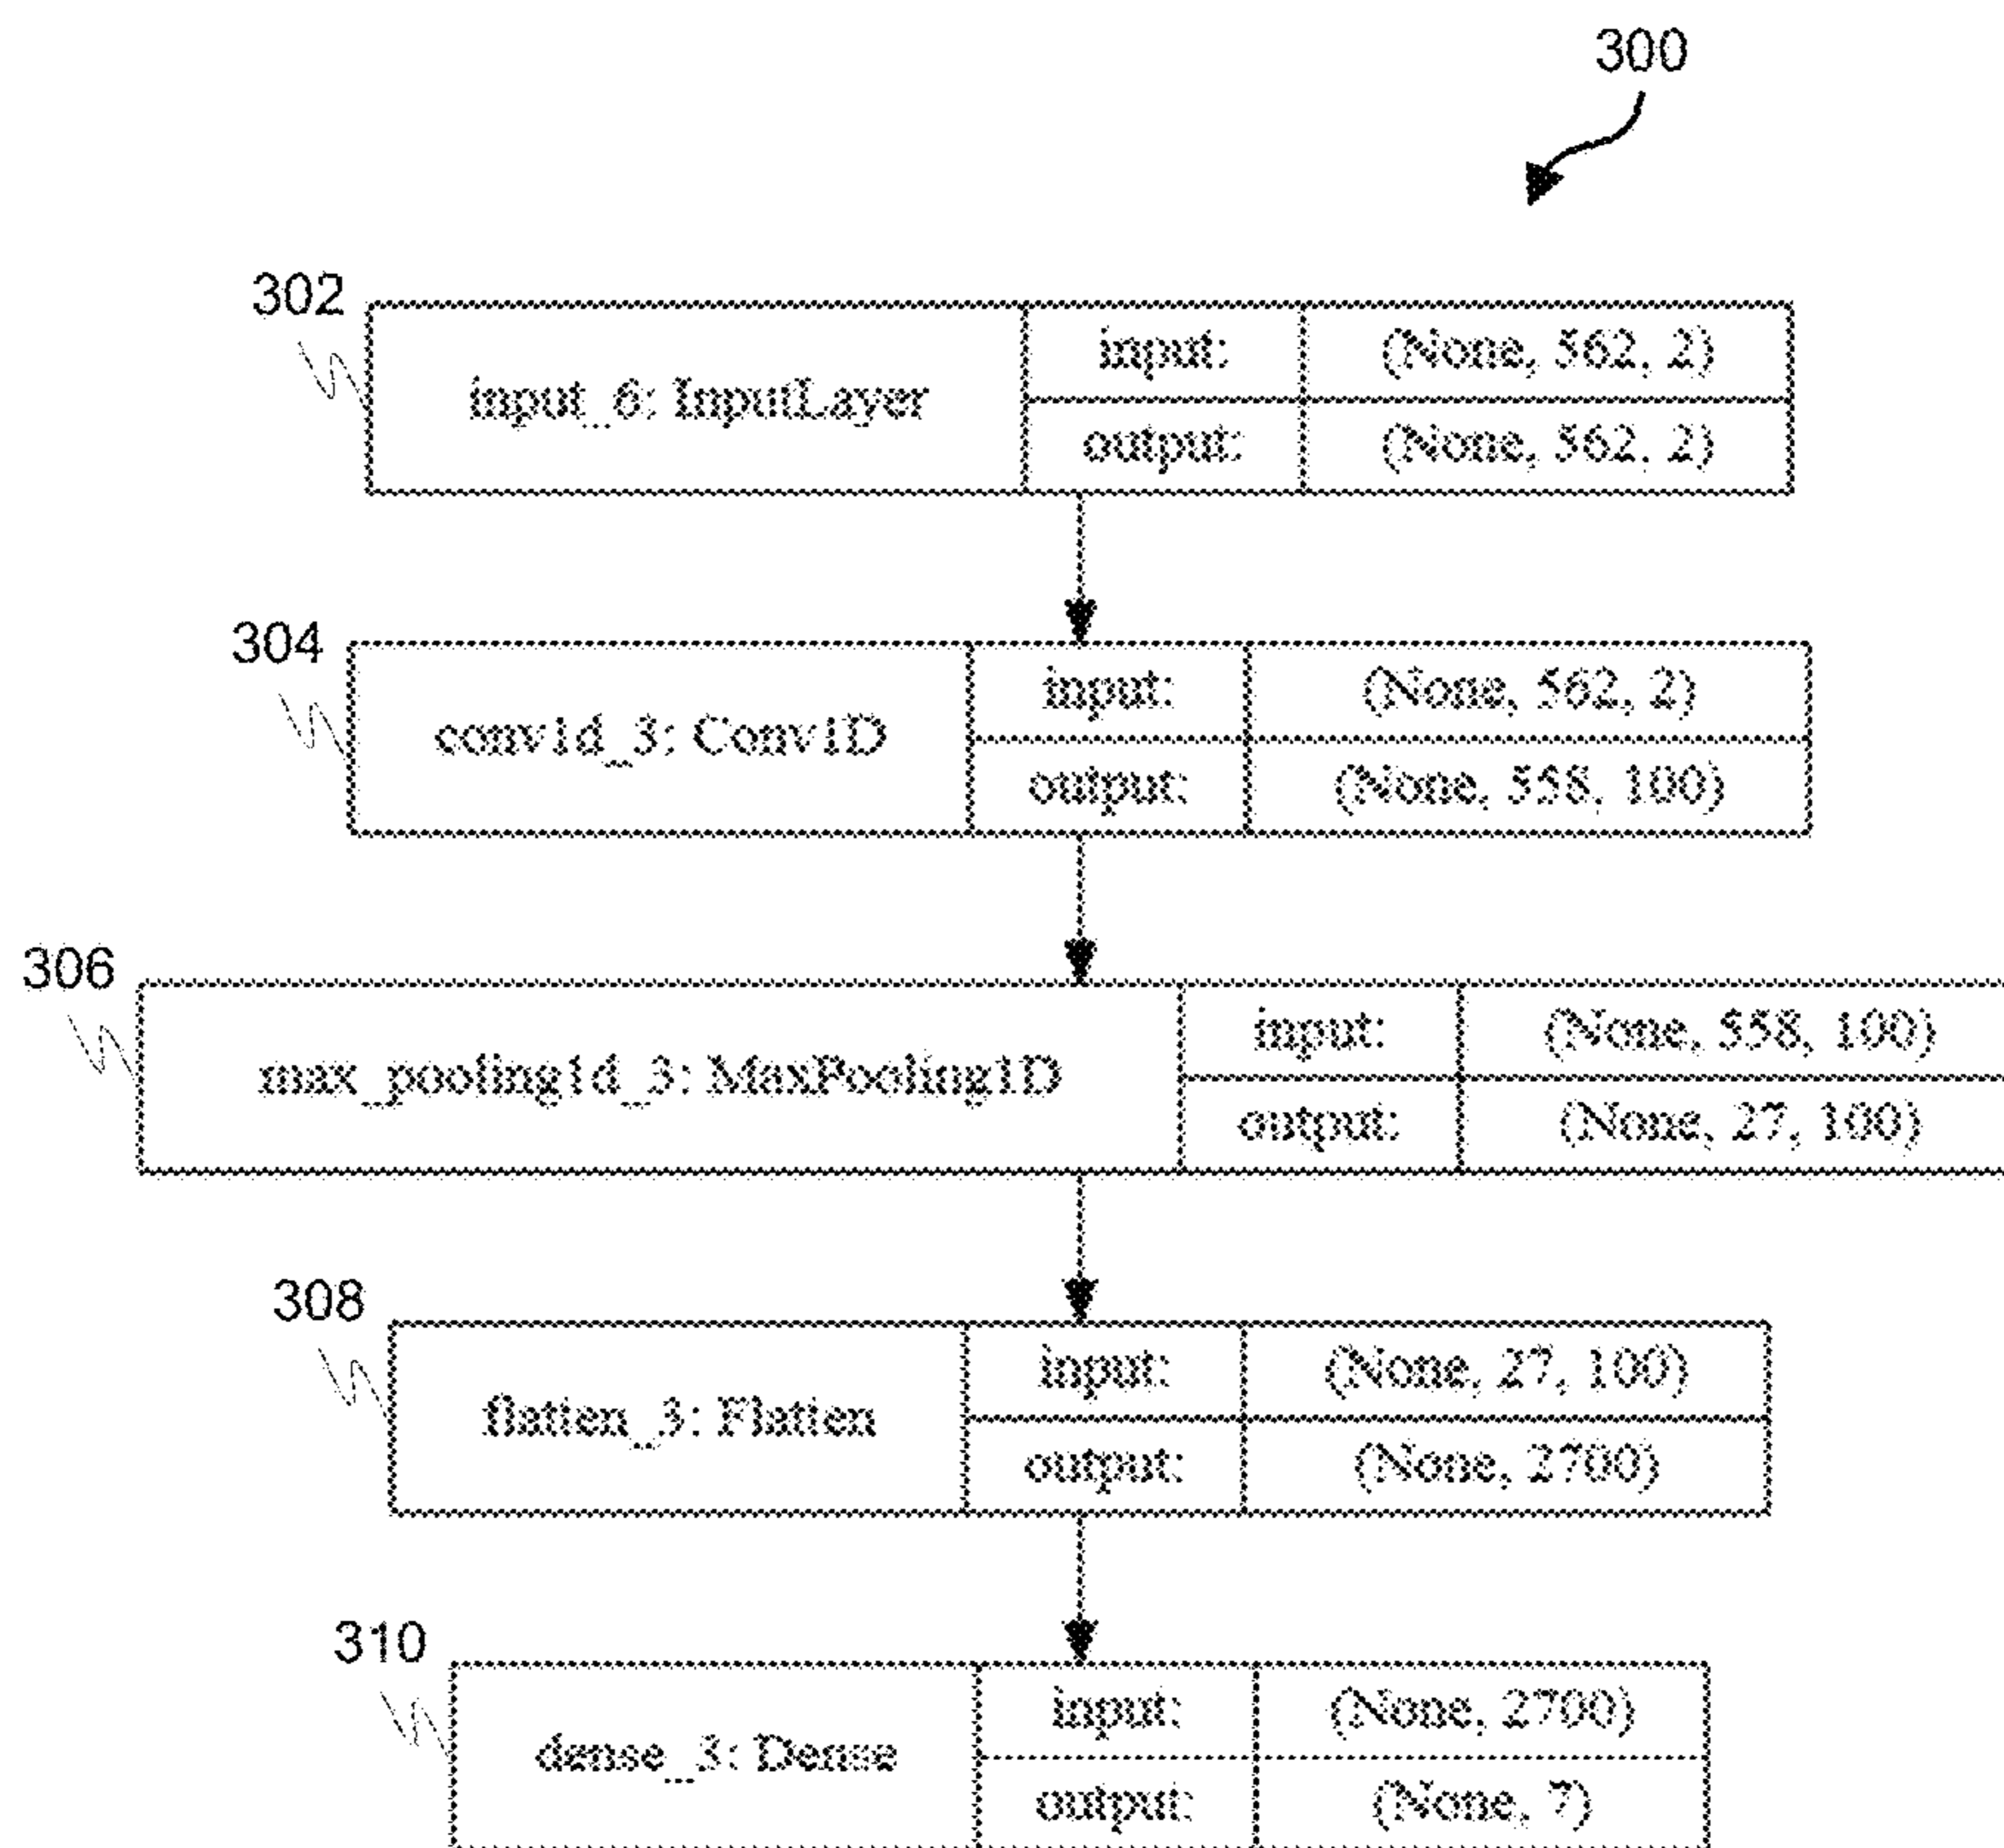 300
302
input_6: InputLayer
input:
(None, 562, 2)
output:
(None, 562, 2)
304
conv1d_3: Conv1D
input:
(None, 562, 2)
output:
(None, 558, 100)
306
max_pooling1d_3: MaxPooling1D
input:
(None, 558, 100)
output:
(None, 27, 100)
308
flatten_3: Flatten
input:
(None, 27, 100)
output:
(None, 2700)
310
dense_3: Dense
input:
(None, 2700)
output:
(None, 7)